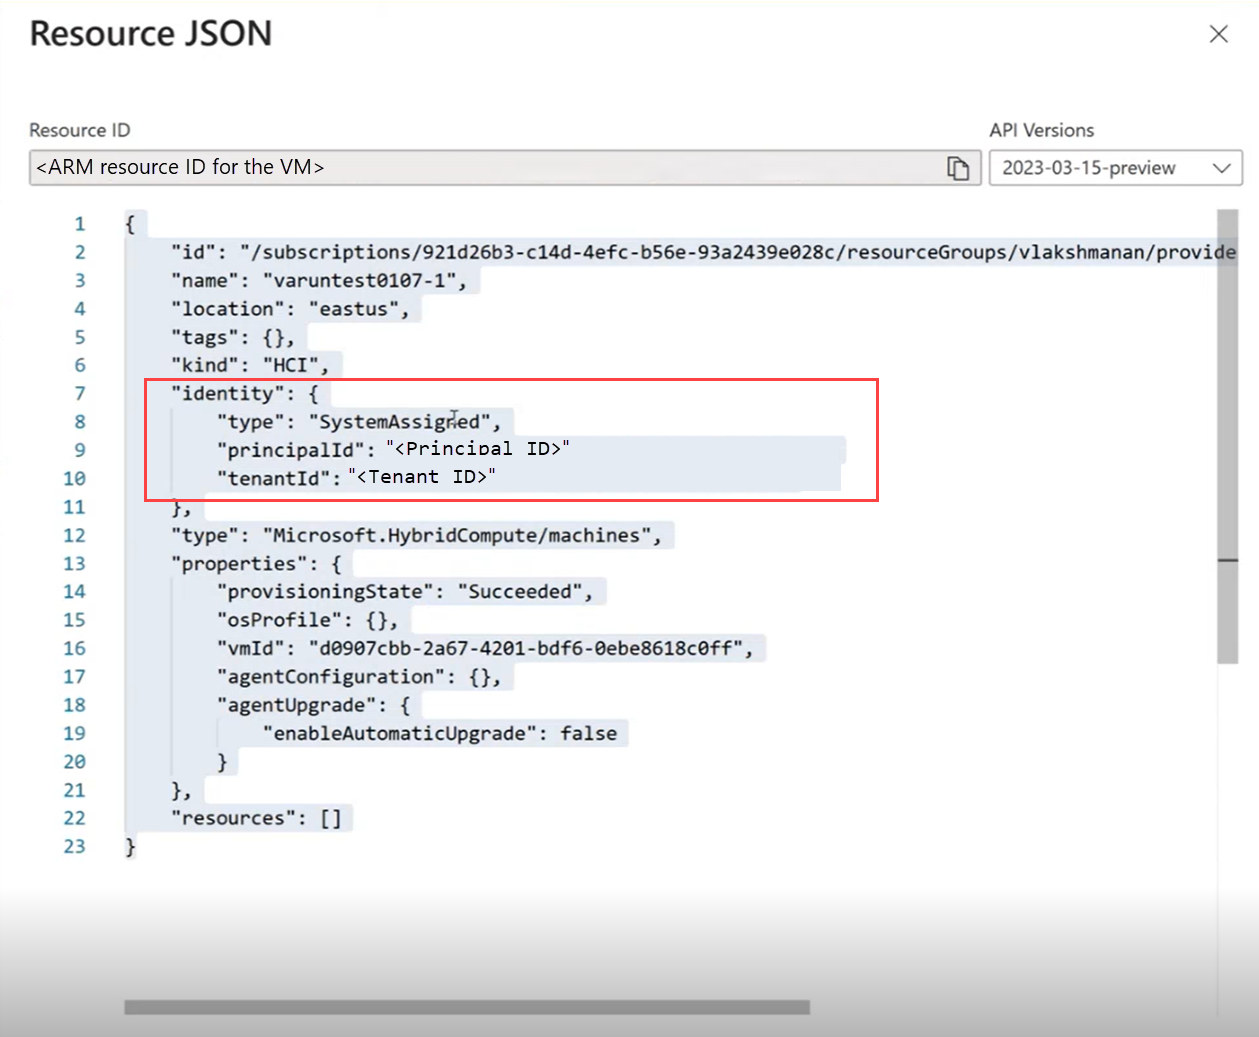 Resource JSON
Resource ID
API Versions
<ARM resource ID for the VM>
2023-03-15-preview
1 {
2 "id": "/subscriptions/921d26b3-c14d-4efc-b56e-93a2439e028c/resourceGroups/vlakshmanan/provide
3 "name": "varuntest0107-1",
4 "location": "eastus",
5 "tags": {},
6 "kind": "HCI",
7 "identity": {
8 "type": "SystemAssigned",
9 "principalId": "<Principal ID>"
10 "tenantId": "<Tenant ID>"
11 },
12 "type": "Microsoft.HybridCompute/machines",
13 "properties": {
14 "provisioningState": "Succeeded",
15 "osProfile": {},
16 "vmId": "d0907cbb-2a67-4201-bdf6-0ebe8618c0ff",
17 "agentConfiguration": {},
18 "agentUpgrade": {
19 "enableAutomaticUpgrade": false
20 }
21 },
22 "resources": []
23 }